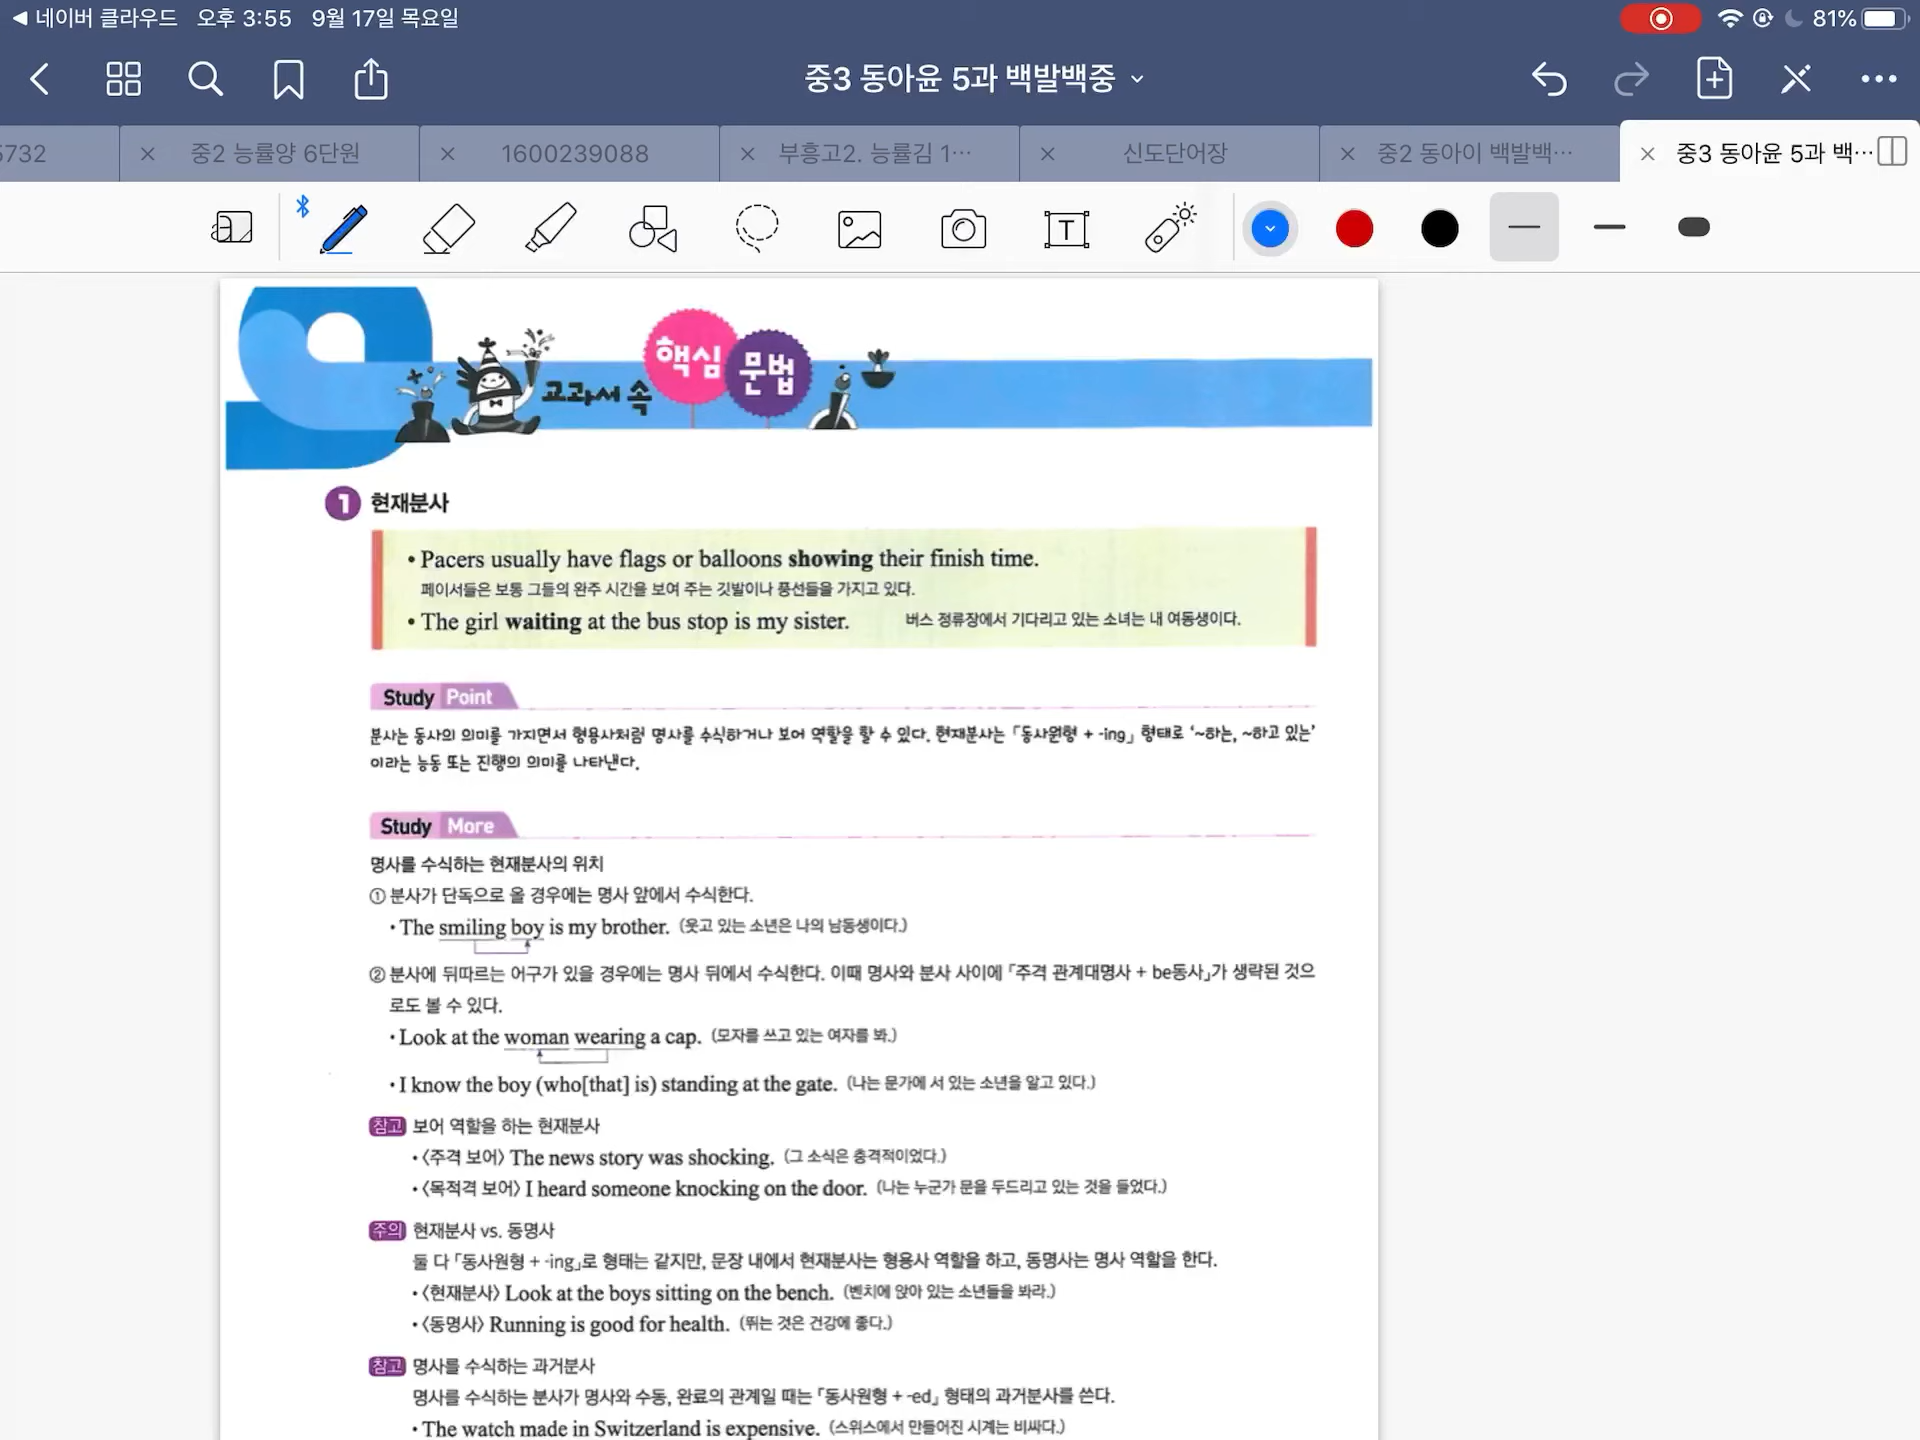 ◀ 네이버 클라우드 오후 3:55 9월 17일 목요일 81%
중3 동아윤 5과 백발백중
5732 중2 능률양 6단원 1600239088 부흥고2. 능률김 1… 신도단어장 중2 동아이 백발백… 중3 동아윤 5과 백…
교과서 속 핵심 문법
1 현재분사
• Pacers usually have flags or balloons showing their finish time.
페이서들은 보통 그들의 완주 시간을 보여 주는 깃발이나 풍선들을 가지고 있다.
• The girl waiting at the bus stop is my sister. 버스 정류장에서 기다리고 있는 소녀는 내 여동생이다.
Study Point
분사는 동사의 의미를 가지면서 형용사처럼 명사를 수식하거나 보어 역할을 할 수 있다. 현재분사는 「동사원형 + -ing」 형태로 ‘~하는, ~하고 있는’
이라는 능동 또는 진행의 의미를 나타낸다.
Study More
명사를 수식하는 현재분사의 위치
① 분사가 단독으로 올 경우에는 명사 앞에서 수식한다.
• The smiling boy is my brother. (웃고 있는 소년은 나의 남동생이다.)
② 분사에 뒤따르는 어구가 있을 경우에는 명사 뒤에서 수식한다. 이때 명사와 분사 사이에 「주격 관계대명사 + be동사」가 생략된 것으
로도 볼 수 있다.
• Look at the woman wearing a cap. (모자를 쓰고 있는 여자를 봐.)
• I know the boy (who[that] is) standing at the gate. (나는 문가에 서 있는 소년을 알고 있다.)
참고 보어 역할을 하는 현재분사
• 〈주격 보어〉 The news story was shocking. (그 소식은 충격적이었다.)
• 〈목적격 보어〉 I heard someone knocking on the door. (나는 누군가 문을 두드리고 있는 것을 들었다.)
주의 현재분사 vs. 동명사
둘 다 「동사원형 + -ing」로 형태는 같지만, 문장 내에서 현재분사는 형용사 역할을 하고, 동명사는 명사 역할을 한다.
• 〈현재분사〉 Look at the boys sitting on the bench. (벤치에 앉아 있는 소년들을 봐라.)
• 〈동명사〉 Running is good for health. (뛰는 것은 건강에 좋다.)
참고 명사를 수식하는 과거분사
명사를 수식하는 분사가 명사와 수동, 완료의 관계일 때는 「동사원형 + -ed」 형태의 과거분사를 쓴다.
• The watch made in Switzerland is expensive. (스위스에서 만들어진 시계는 비싸다.)